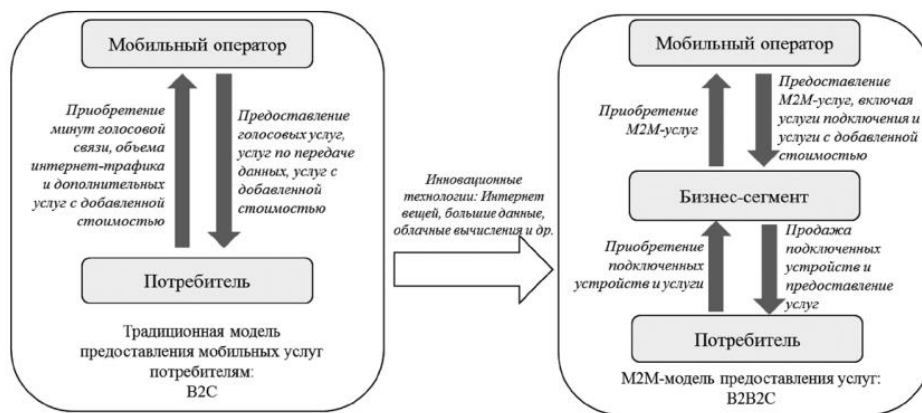 Мобильный оператор
Приобретение
минут голосовой
связи, объема
интернет-трафика
и дополнительных
услуг с добавленной
стоимостью
Предоставление
голосовых услуг,
услуг по передаче
данных, услуг с
добавленной
стоимостью
Потребитель
Традиционная модель
предоставления мобильных услуг
потребителям:
B2C
Инновационные
технологии: Интернет
вещей, большие данные,
облачные вычисления и др.
Мобильный оператор
Приобретение
М2М-услуг
Предоставление
М2М-услуг, включая
услуги подключения и
услуги с добавленной
стоимостью
Бизнес-сегмент
Приобретение
подключенных
устройств и услуги
Продажа
подключенных
устройств и
предоставление
услуг
Потребитель
М2М-модель предоставления услуг:
B2B2C